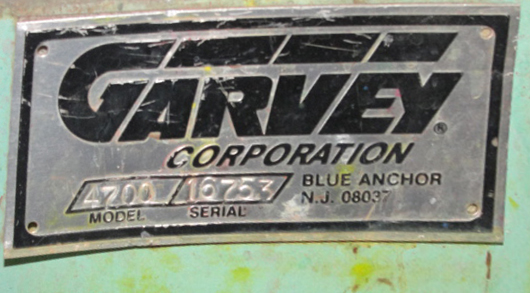 GARVEY®
CORPORATION
4700 16753 BLUE ANCHOR
MODEL SERIAL N.J. 08037